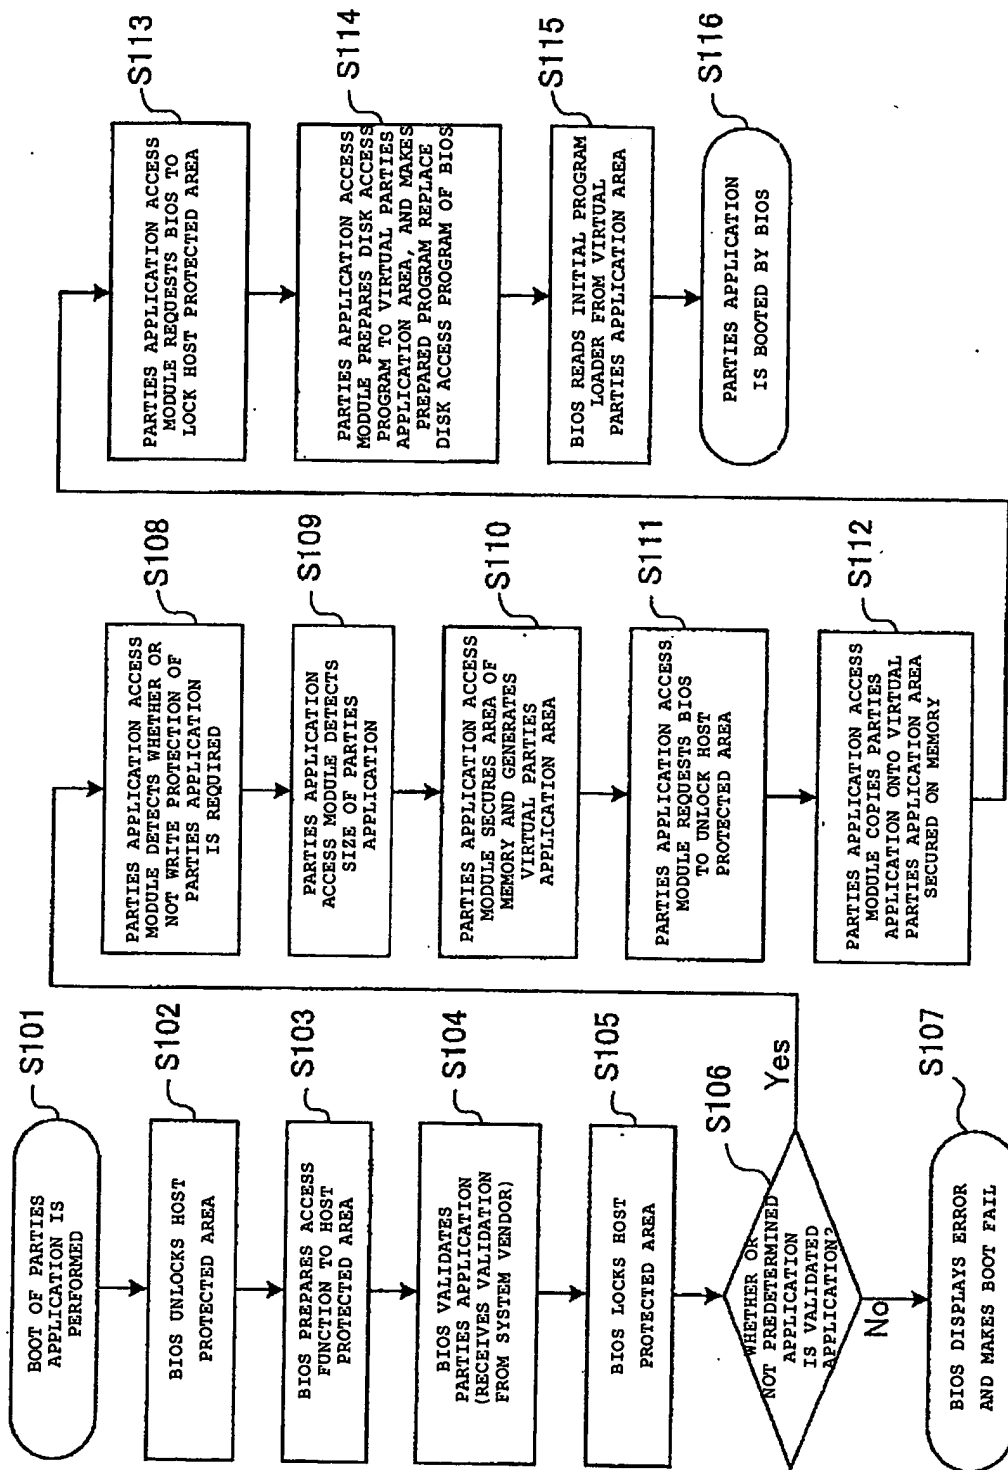 BOOT OF PARTIES
APPLICATION IS
PERFORMED
S101
BIOS UNLOCKS HOST
PROTECTED AREA
S102
BIOS PREPARES ACCESS
FUNCTION TO HOST
PROTECTED AREA
S103
BIOS VALIDATES
PARTIES APPLICATION
(RECEIVES VALIDATION
FROM SYSTEM VENDOR)
S104
BIOS LOCKS HOST
PROTECTED AREA
S105
WHETHER OR
NOT PREDETERMINED
APPLICATION
IS VALIDATED
APPLICATION?
S106
Yes
No
BIOS DISPLAYS ERROR
AND MAKES BOOT FAIL
S107
PARTIES APPLICATION ACCESS
MODULE DETECTS WHETHER OR
NOT WRITE PROTECTION OF
PARTIES APPLICATION
IS REQUIRED
S108
PARTIES APPLICATION
ACCESS MODULE DETECTS
SIZE OF PARTIES
APPLICATION
S109
PARTIES APPLICATION ACCESS
MODULE SECURES AREA OF
MEMORY AND GENERATES
VIRTUAL PARTIES
APPLICATION AREA
S110
PARTIES APPLICATION ACCESS
MODULE REQUESTS BIOS
TO UNLOCK HOST
PROTECTED AREA
S111
PARTIES APPLICATION ACCESS
MODULE COPIES PARTIES
APPLICATION ONTO VIRTUAL
PARTIES APPLICATION AREA
SECURED ON MEMORY
S112
PARTIES APPLICATION ACCESS
MODULE REQUESTS BIOS TO
LOCK HOST PROTECTED AREA
S113
PARTIES APPLICATION ACCESS
MODULE PREPARES DISK ACCESS
PROGRAM TO VIRTUAL PARTIES
APPLICATION AREA, AND MAKES
PREPARED PROGRAM REPLACE
DISK ACCESS PROGRAM OF BIOS
S114
BIOS READS INITIAL PROGRAM
LOADER FROM VIRTUAL
PARTIES APPLICATION AREA
S115
PARTIES APPLICATION
IS BOOTED BY BIOS
S116